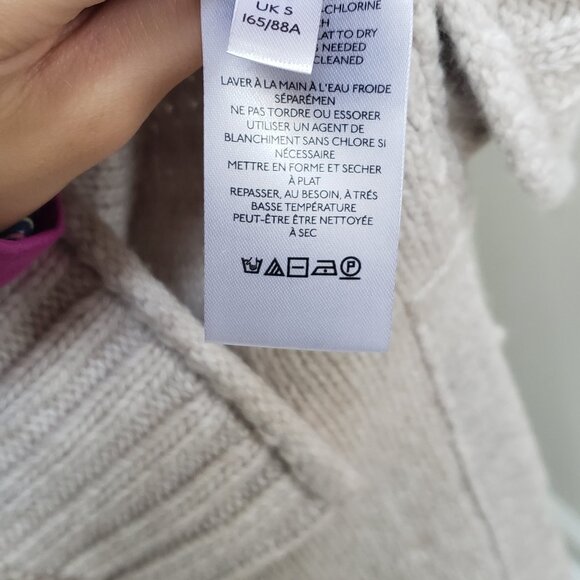 UK S
165/88A
-CHLORINE
LAT TO DRY
S NEEDED
CLEANED
LAVER À LA MAIN À L'EAU FROIDE
SÉPARÉMEN
NE PAS TORDRE OU ESSORER
UTILISER UN AGENT DE
BLANCHIMENT SANS CHLORE SI
NÉCESSAIRE
METTRE EN FORME ET SECHER
À PLAT
REPASSER, AU BESOIN, À TRÉS
BASSE TEMPÉRATURE
PEUT-ÊTRE ÊTRE NETTOYÉE
À SEC
P